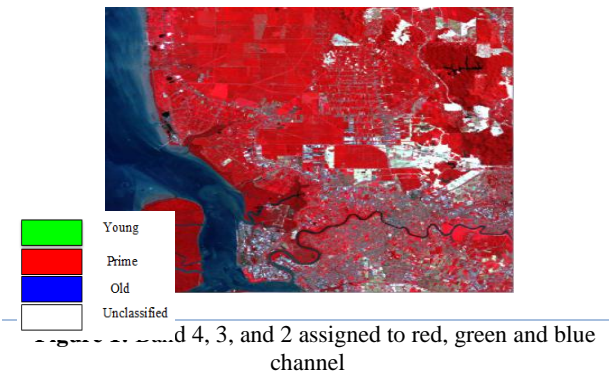 Young
Prime
Old
Unclassified
4, 3, and 2 assigned to red, green and blue
channel